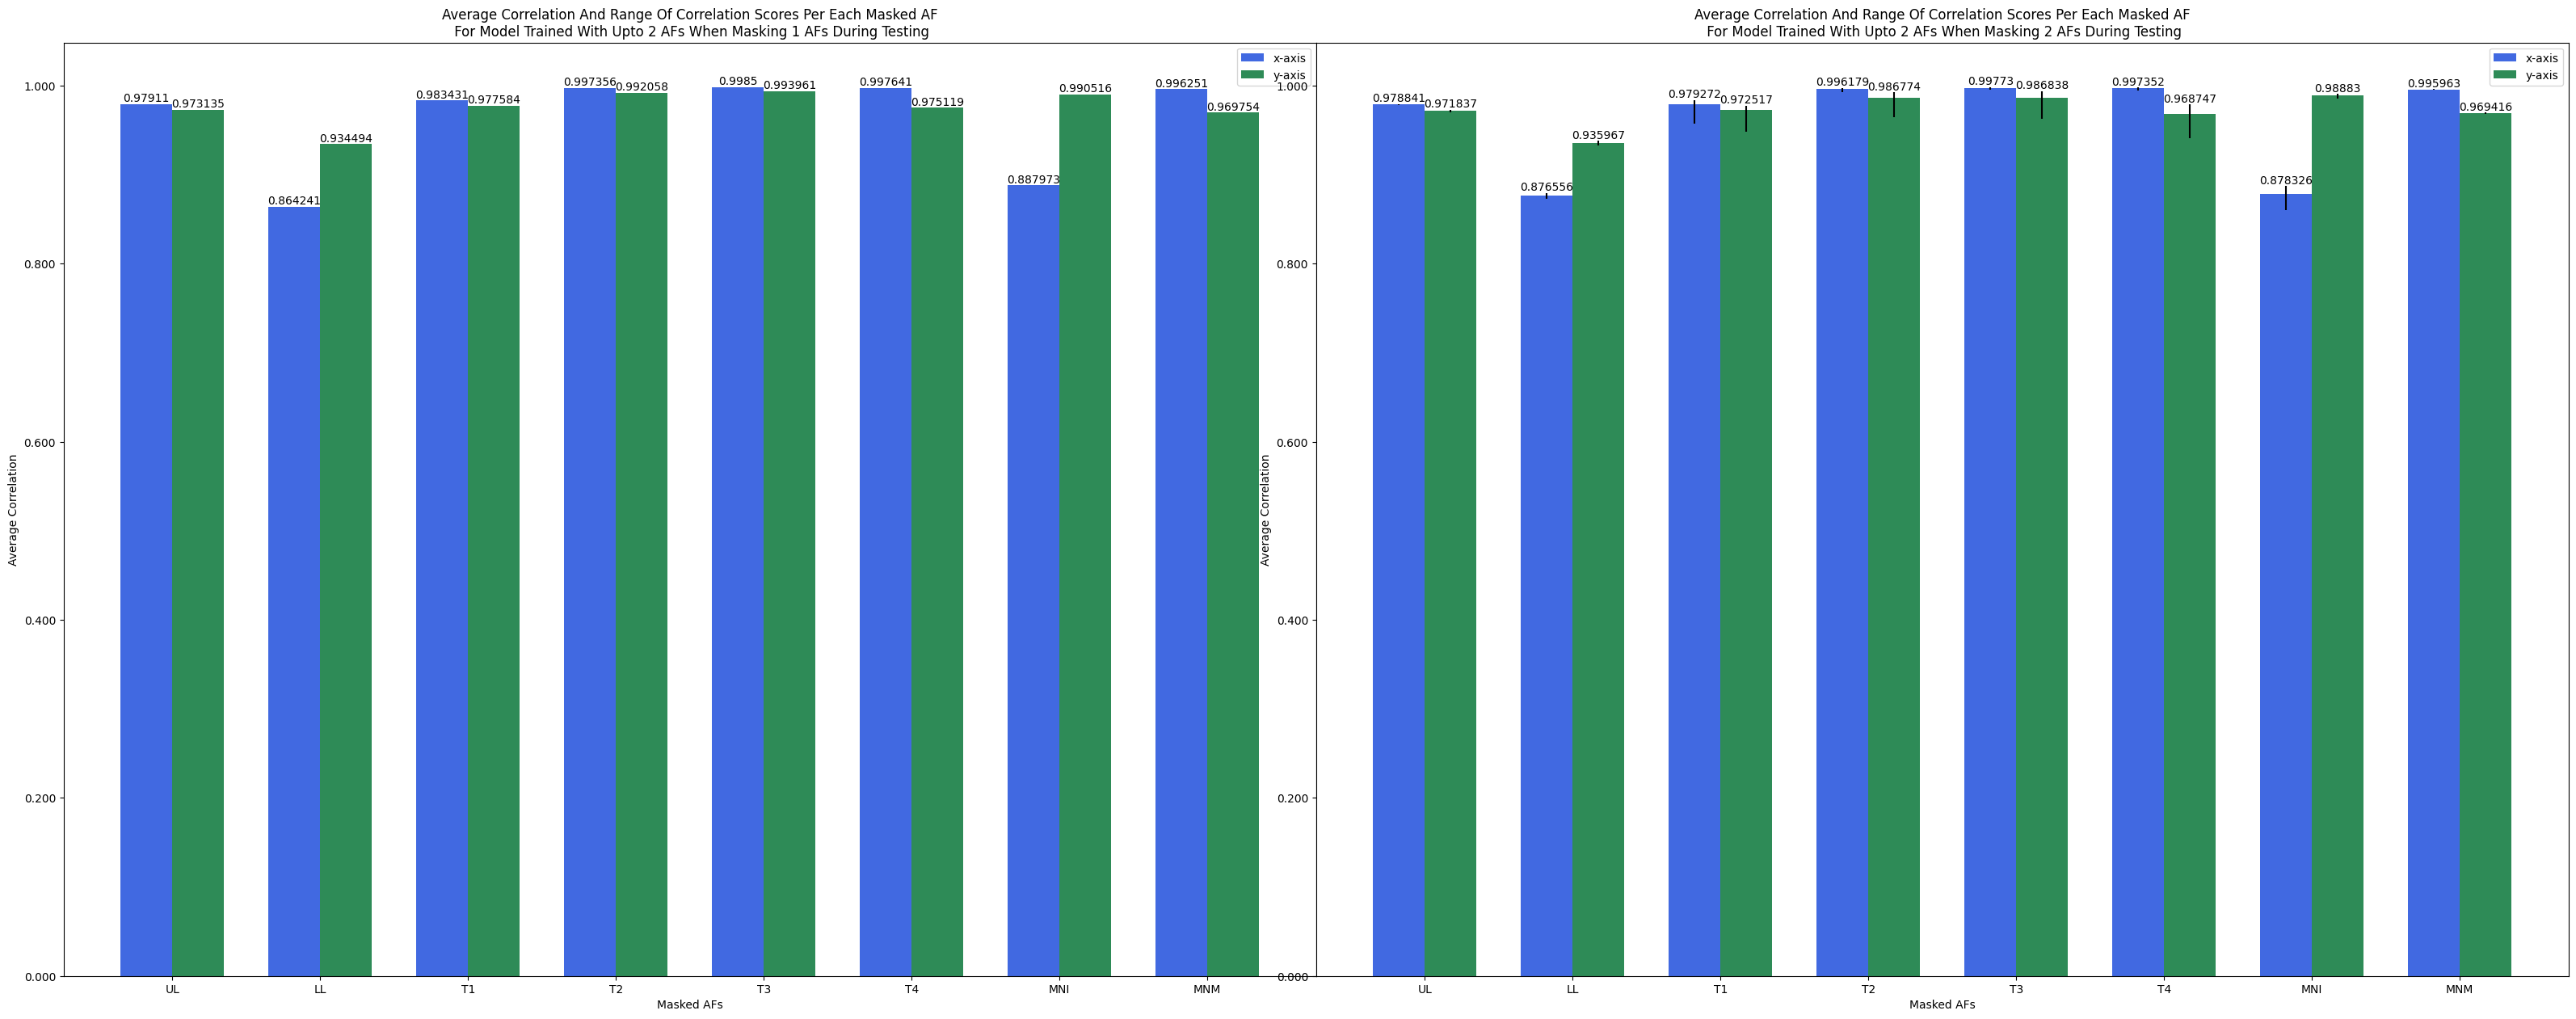 Average Correlation And Range Of Correlation Scores Per Each Masked AF
For Model Trained With Upto 2 AFs When Masking 1 AFs During Testing
x-axis
y-axis
1.000
0.800
0.600
0.400
0.200
0.000
Average Correlation
0.97911
0.973135
0.864241
0.934494
0.983431
0.977584
0.997356
0.992058
0.9985
0.993961
0.997641
0.975119
0.887973
0.990516
0.996251
0.969754
UL
LL
T1
T2
T3
T4
MNI
MNM
Masked AFs
Average Correlation And Range Of Correlation Scores Per Each Masked AF
For Model Trained With Upto 2 AFs When Masking 2 AFs During Testing
x-axis
y-axis
1.000
0.800
0.600
0.400
0.200
0.000
Average Correlation
0.978841
0.971837
0.876556
0.935967
0.979272
0.972517
0.996179
0.986774
0.99773
0.986838
0.997352
0.968747
0.878326
0.98883
0.995963
0.969416
UL
LL
T1
T2
T3
T4
MNI
MNM
Masked AFs